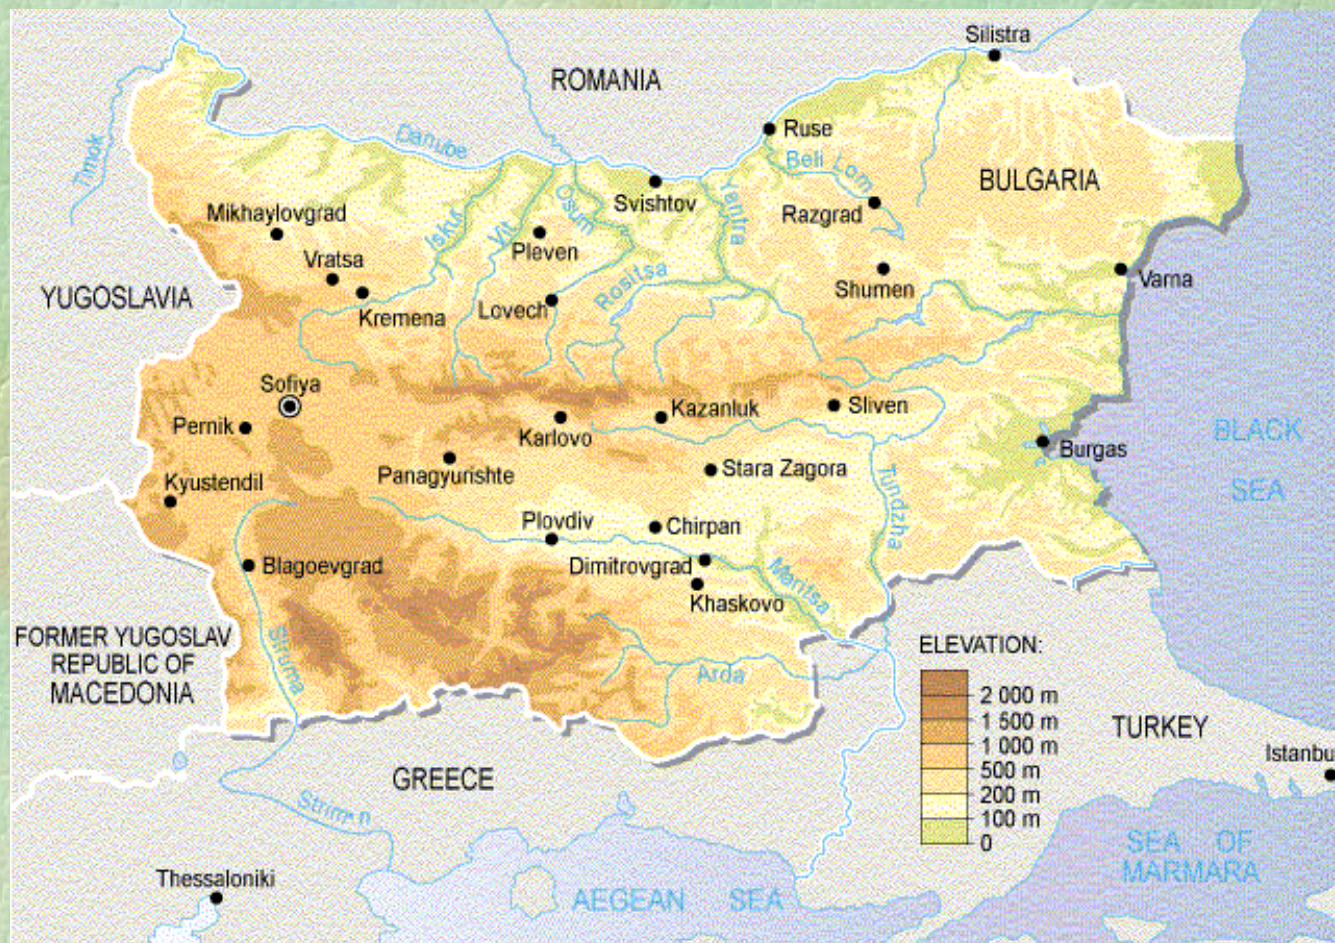 Silistra
ROMANIA
Ruse
Danube
Timok
Beli Lom
BULGARIA
Svishtov
Osum
Yantra
Razgrad
Mikhaylovgrad
Iskur
Vit
Pleven
Vratsa
Rositsa
Shumen
Varna
YUGOSLAVIA
Kremena
Lovech
Sofiya
Kazanluk
Sliven
Pernik
Karlovo
BLACK
SEA
Burgas
Panagyurishte
Stara Zagora
Kyustendil
Tundzha
Plovdiv
Chirpan
Blagoevgrad
Dimitrovgrad
Maritsa
Khaskovo
FORMER YUGOSLAV
REPUBLIC OF
MACEDONIA
Struma
Arda
ELEVATION:
2 000 m
1 500 m
1 000 m
500 m
200 m
100 m
0
TURKEY
Istanbu
GREECE
SEA OF
MARMARA
Thessaloniki
AEGEAN SEA